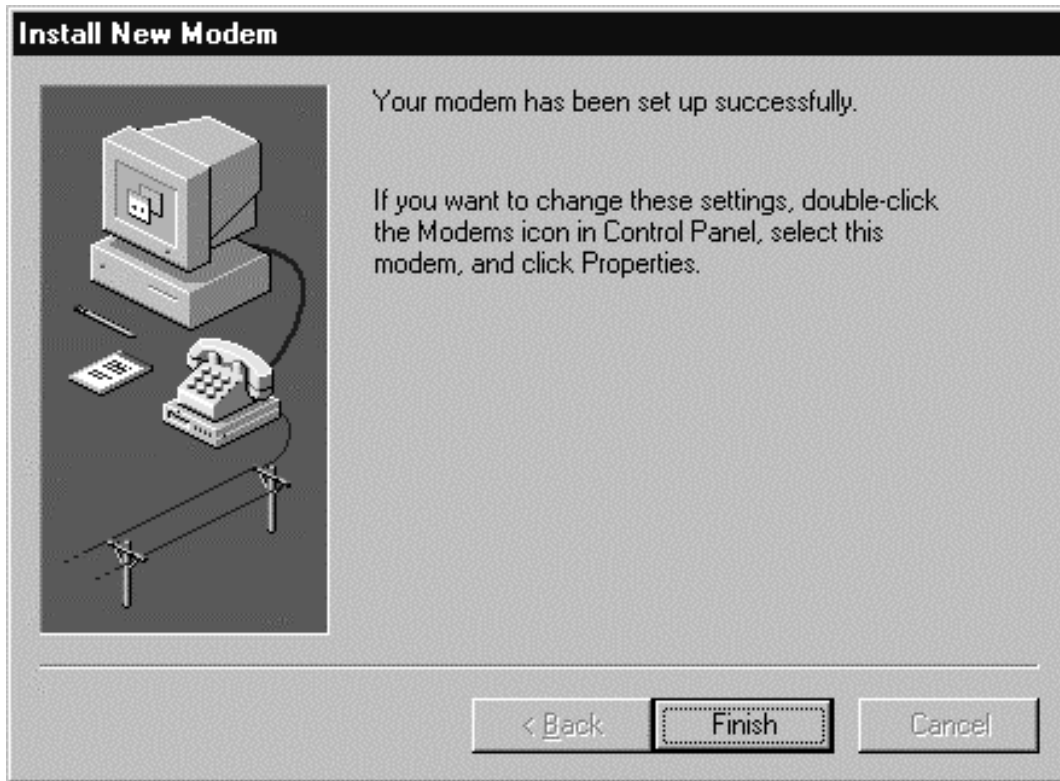 Install New Modem
Your modem has been set up successfully.
If you want to change these settings, double-click
the Modems icon in Control Panel, select this
modem, and click Properties.
< Back
Finish
Cancel